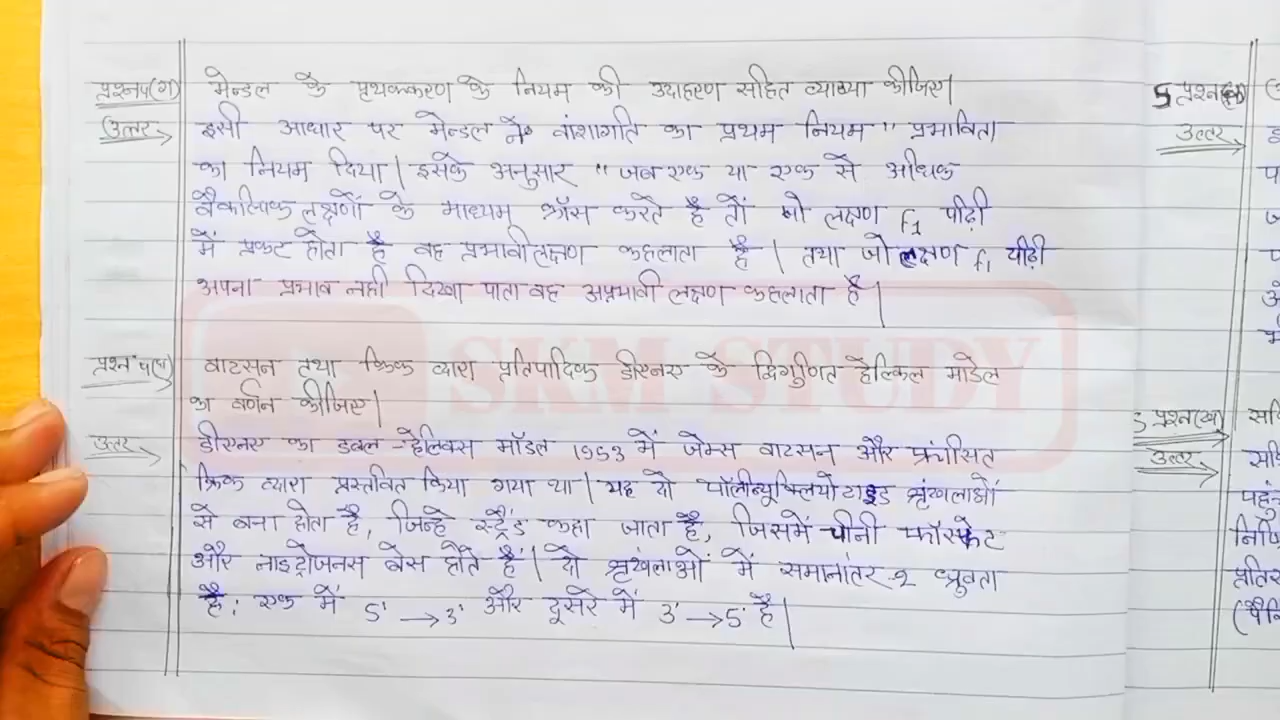 प्रश्न4(ग) मेन्डल के पृथक्करण के नियम की उदाहरण सहित व्याख्या कीजिए।
उत्तर इसी आधार पर मेन्डल ने वांशागति का प्रथम नियम " प्रभाविता
का नियम दिया। इसके अनुसार " जब एक या एक से अधिक
वैकल्पिक लक्षणों के माध्यम क्रॉस करते है तों जो लक्षण F1 पीढ़ी
में प्रकट होता है वह प्रभावी लक्षण कहलाता है। तथा जो लक्षण f1 पीढ़ी
अपना प्रभाव नही दिखा पाता वह अप्रभावी लक्षण कहलाता है।
SKM STUDY
प्रश्न 4(घ) वाटसन तथा क्रिक द्वारा प्रतिपादिक डीएनए के द्विगुणित हेल्किल मॉडेल
का वर्णन कीजिए।
उत्तर डीएनए का डबल-हेलिक्स मॉडल 1953 में जेम्स वाटसन और फ्रांसित
क्रिक द्वारा प्रस्तवित किया गया था। यह दो पॉलीन्यूक्लियोटाइड श्रृंखलाओं
से बना होता है, जिन्हे स्ट्रैंड कहा जाता है, जिसमें चीनी फॉस्फेट
और नाइट्रोजनस बेस होते हैं। दो श्रृंखलाओं में समानांतर-2 ध्रुवता
है; एक में 5' → 3' और दूसरे में 3' → 5' है।
5 प्रश्न
उत्तर
3 प्रश्न(ख)
उत्तर